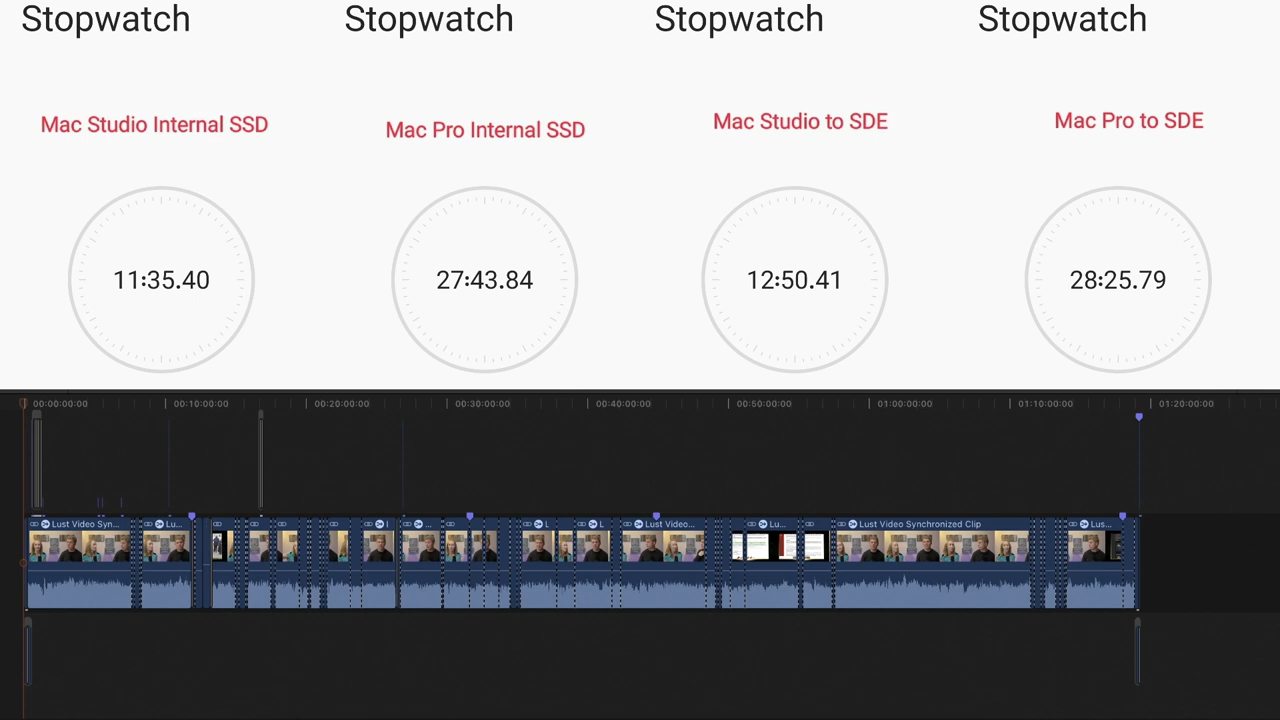 Stopwatch Stopwatch Stopwatch Stopwatch
Mac Studio Internal SSD Mac Pro Internal SSD Mac Studio to SDE Mac Pro to SDE
11:35.40 27:43.84 12:50.41 28:25.79
00:00:00:00 00:10:00:00 00:20:00:00 00:30:00:00 00:40:00:00 00:50:00:00 01:00:00:00 01:10:00:00 01:20:00:00
Lust Video Syn... Lu... L L Lust Video... Lu... Lust Video Synchronized Clip Lus...